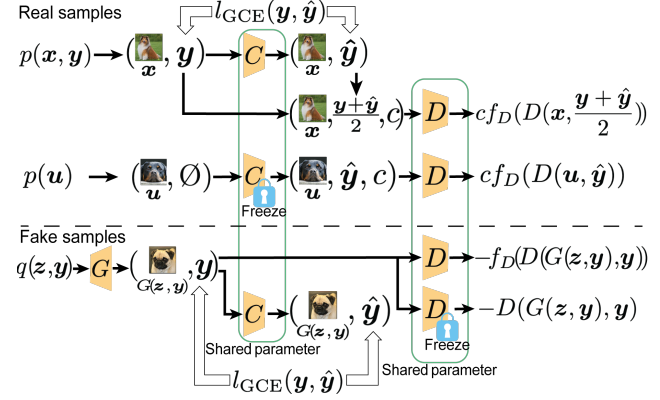 Real samples
l_GCE(y, ŷ)
p(x, y) → (x, y) → C → (x, ŷ)
(x, (y+ŷ)/2, c) → D → cf_D(D(x, (y+ŷ)/2))
p(u) → (u, Ø) → C → (u, ŷ, c) → D → cf_D(D(u, ŷ))
Freeze
Fake samples
q(z,y) → G → (G(z, y), y) → D → −f_D(D(G(z,y),y))
C → (G(z, y), ŷ)
D → −D(G(z, y), y)
Freeze
Shared parameter
Shared parameter
l_GCE(y, ŷ)